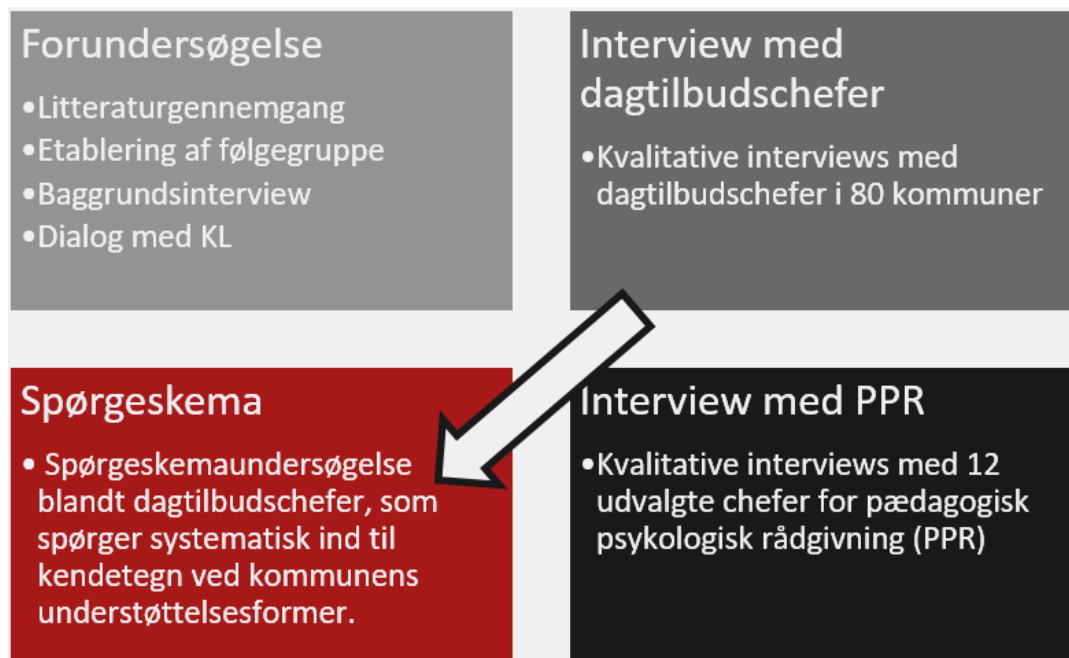 Forundersøgelse
•Litteraturgennemgang
•Etablering af følgegruppe
•Baggrundsinterview
•Dialog med KL
Interview med
dagtilbudschefer
•Kvalitative interviews med
dagtilbudschefer i 80 kommuner
Spørgeskema
• Spørgeskemaundersøgelse
blandt dagtilbudschefer, som
spørger systematisk ind til
kendetegn ved kommunens
understøttelsesformer.
Interview med PPR
•Kvalitative interviews med 12
udvalgte chefer for pædagogisk
psykologisk rådgivning (PPR)